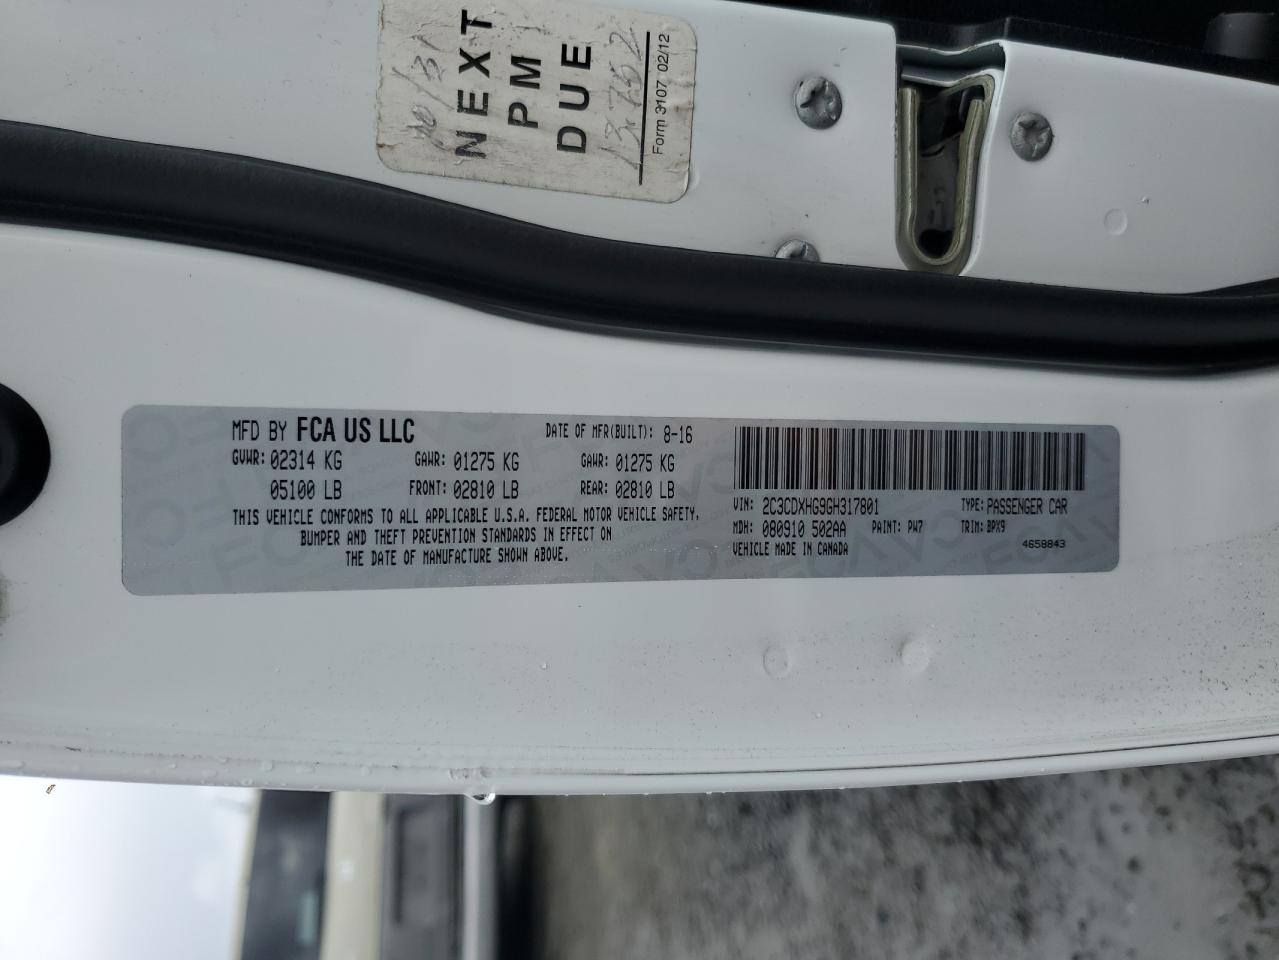 NEXT
PM
DUE
Form 3107 02/12
MFD BY FCA US LLC
DATE OF MFR(BUILT): 8-16
GVWR: 02314 KG GAWR: 01275 KG GAWR: 01275 KG
05100 LB FRONT: 02810 LB REAR: 02810 LB
THIS VEHICLE CONFORMS TO ALL APPLICABLE U.S.A. FEDERAL MOTOR VEHICLE SAFETY,
BUMPER AND THEFT PREVENTION STANDARDS IN EFFECT ON
THE DATE OF MANUFACTURE SHOWN ABOVE.
VIN: 2C3CDXHG9GH317801 TYPE: PASSENGER CAR
MDH: 080910 502AA PAINT: PW7 TRIM: BPX9
VEHICLE MADE IN CANADA 4658843